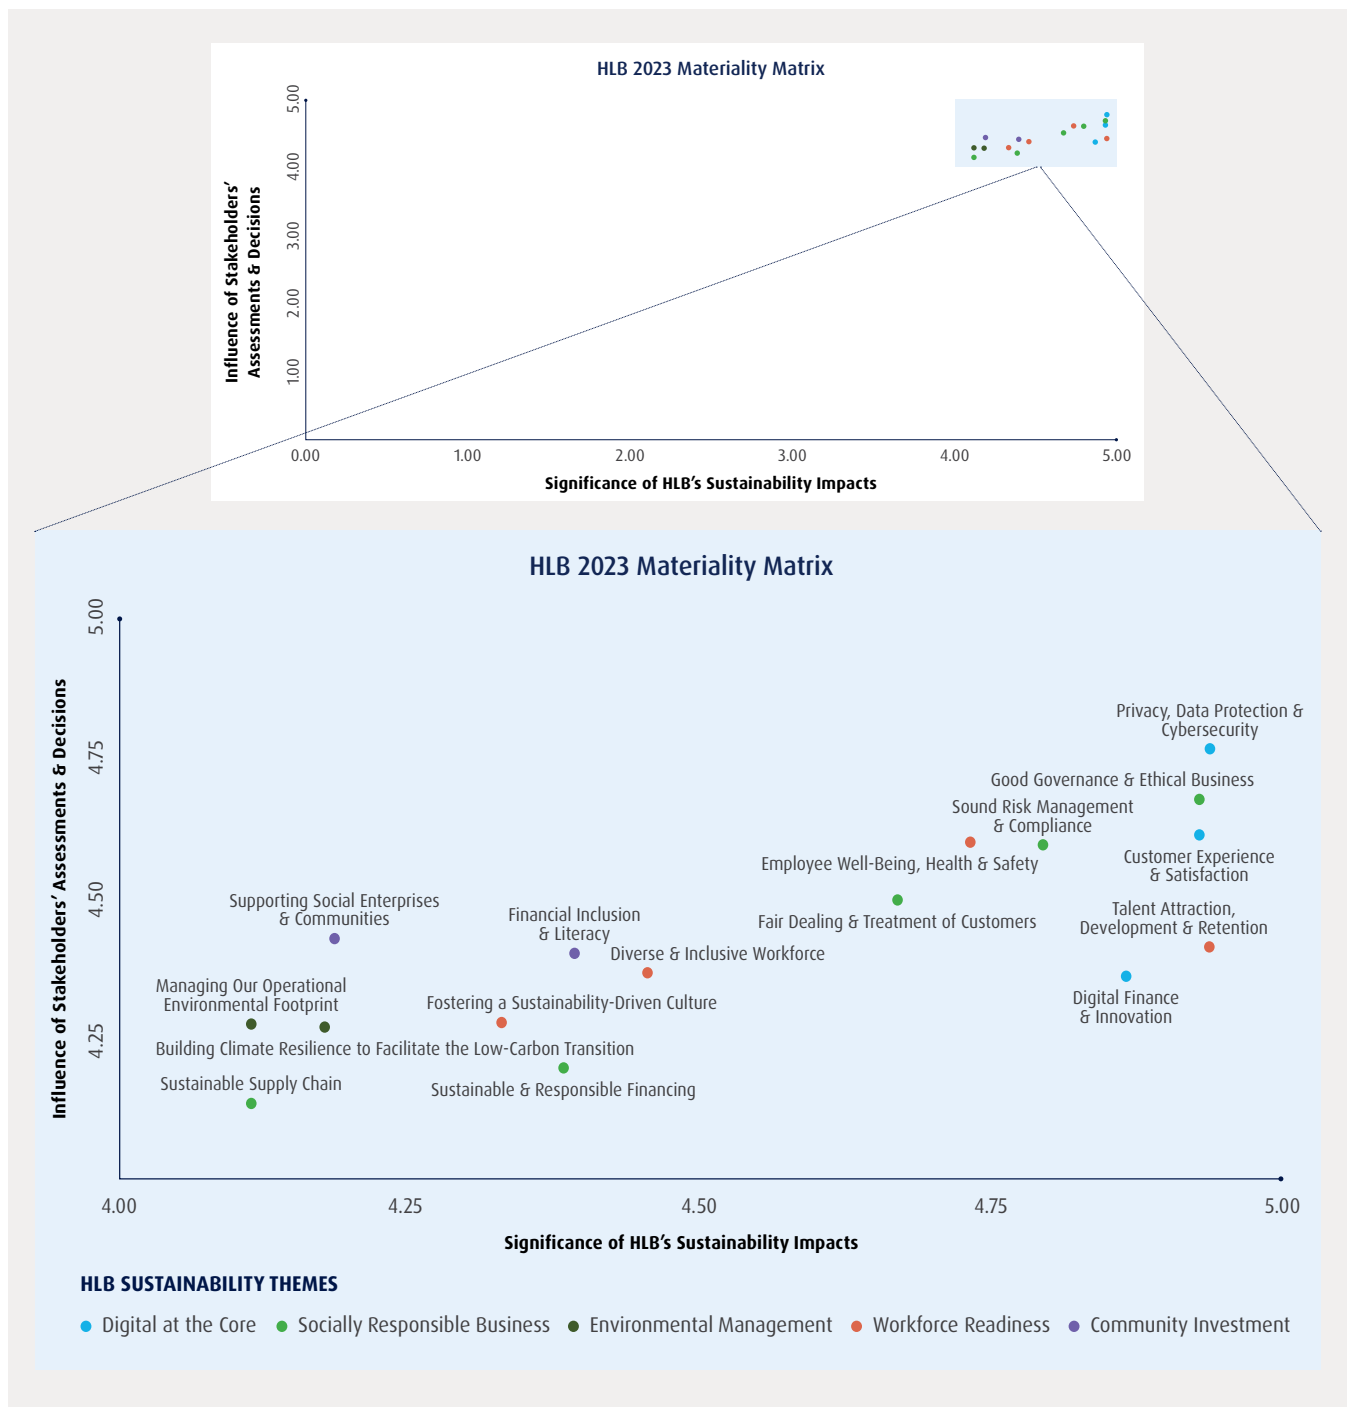 HLB 2023 Materiality Matrix
Influence of Stakeholders’
Assessments & Decisions
5.00
4.00
3.00
2.00
1.00
0.00
1.00
2.00
3.00
4.00
5.00
Significance of HLB’s Sustainability Impacts
HLB 2023 Materiality Matrix
Influence of Stakeholders’ Assessments & Decisions
5.00
4.75
4.50
4.25
Privacy, Data Protection &
Cybersecurity
Good Governance & Ethical Business
Sound Risk Management
& Compliance
Customer Experience
& Satisfaction
Employee Well-Being, Health & Safety
Fair Dealing & Treatment of Customers
Talent Attraction,
Development & Retention
Supporting Social Enterprises
& Communities
Financial Inclusion
& Literacy
Diverse & Inclusive Workforce
Managing Our Operational
Environmental Footprint
Fostering a Sustainability-Driven Culture
Digital Finance
& Innovation
Building Climate Resilience to Facilitate the Low-Carbon Transition
Sustainable Supply Chain
Sustainable & Responsible Financing
4.00
4.25
4.50
4.75
5.00
Significance of HLB’s Sustainability Impacts
HLB SUSTAINABILITY THEMES
Digital at the Core
Socially Responsible Business
Environmental Management
Workforce Readiness
Community Investment